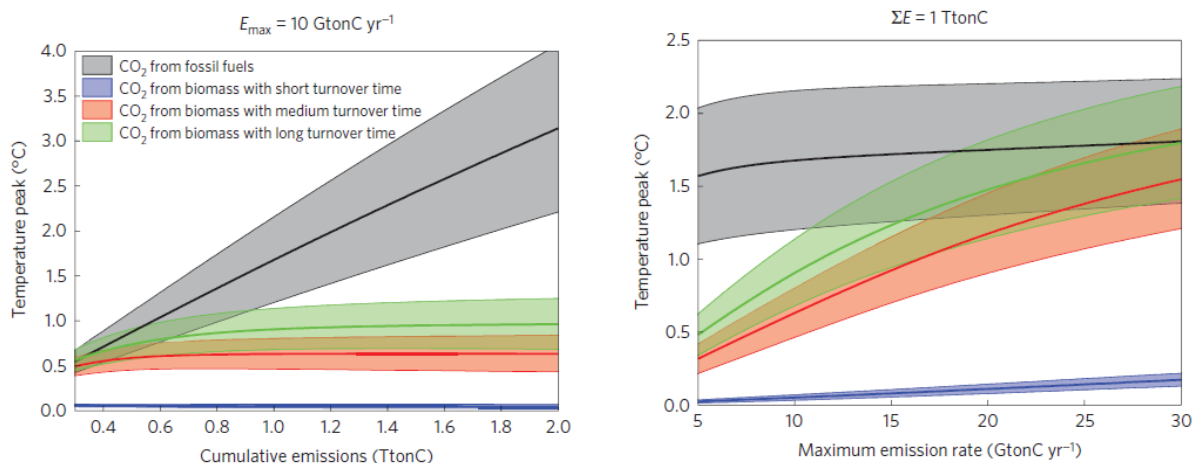 E_max = 10 GtonC yr⁻¹
4.0
3.5
3.0
2.5
2.0
1.5
1.0
0.5
0.0
Temperature peak (°C)
CO₂ from fossil fuels
CO₂ from biomass with short turnover time
CO₂ from biomass with medium turnover time
CO₂ from biomass with long turnover time
0.4 0.6 0.8 1.0 1.2 1.4 1.6 1.8 2.0
Cumulative emissions (TtonC)
ΣE = 1 TtonC
2.5
2.0
1.5
1.0
0.5
0.0
Temperature peak (°C)
5 10 15 20 25 30
Maximum emission rate (GtonC yr⁻¹)